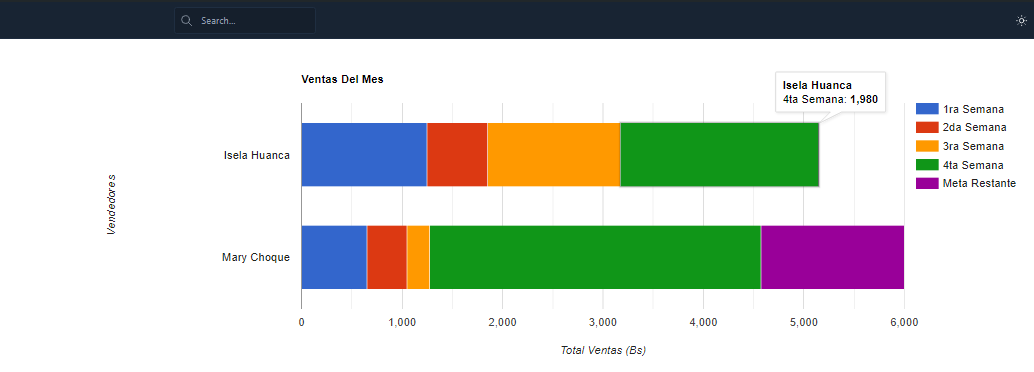 Search...
Ventas Del Mes
Isela Huanca
4ta Semana: 1,980
1ra Semana
2da Semana
3ra Semana
4ta Semana
Meta Restante
Vendedores
Isela Huanca
Mary Choque
0 1,000 2,000 3,000 4,000 5,000 6,000
Total Ventas (Bs)